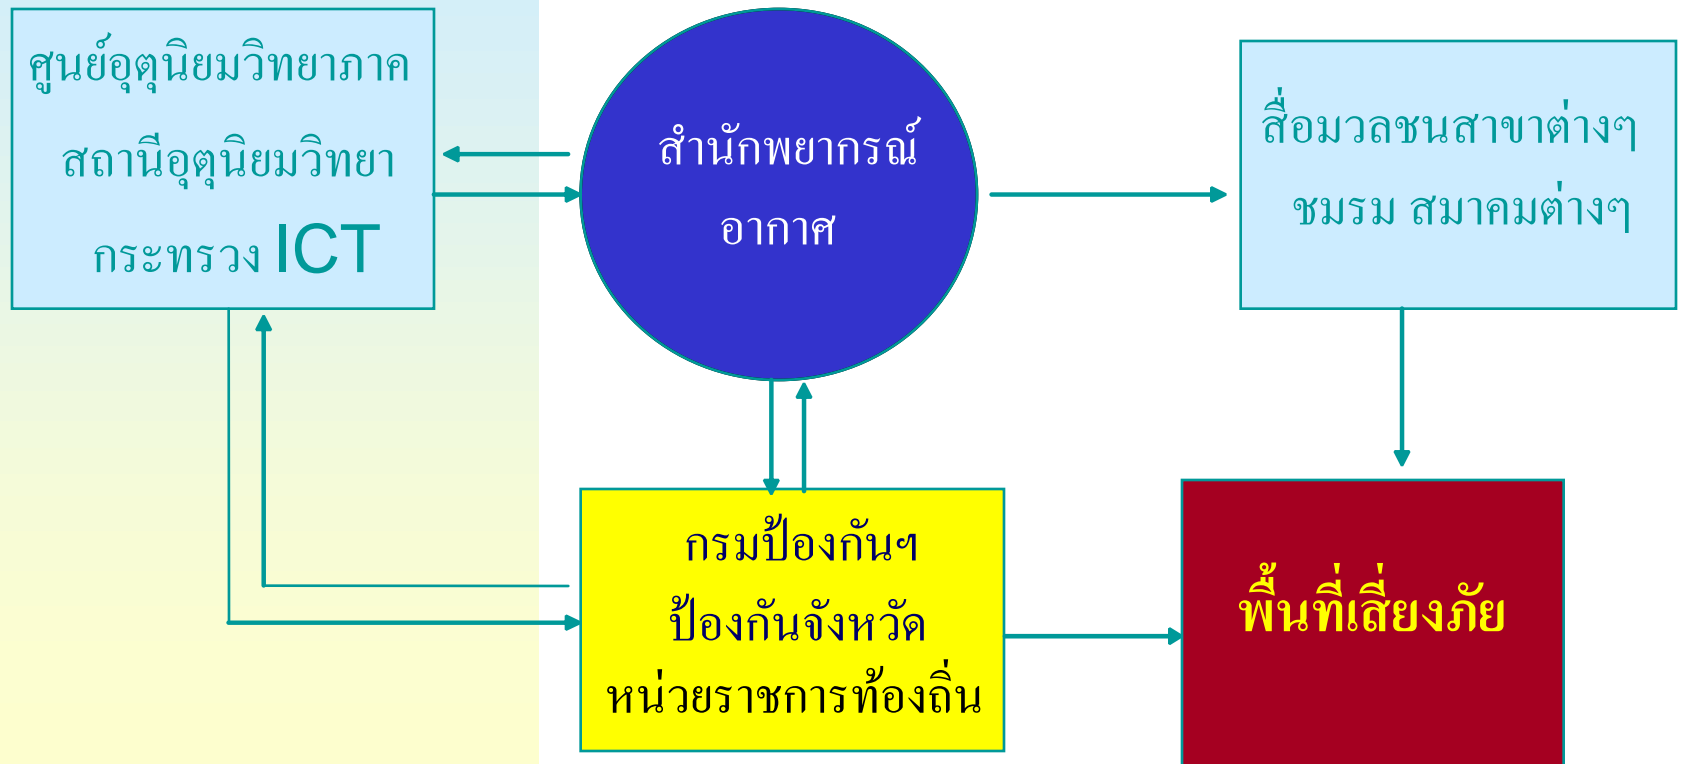 ศูนย์อุตุนิยมวิทยาภาค
สถานีอุตุนิยมวิทยา
กระทรวง ICT
สำนักพยากรณ์
อากาศ
สื่อมวลชนสาขาต่างๆ
ชมรม สมาคมต่างๆ
กรมป้องกันฯ
ป้องกันจังหวัด
หน่วยราชการท้องถิ่น
พื้นที่เสี่ยงภัย